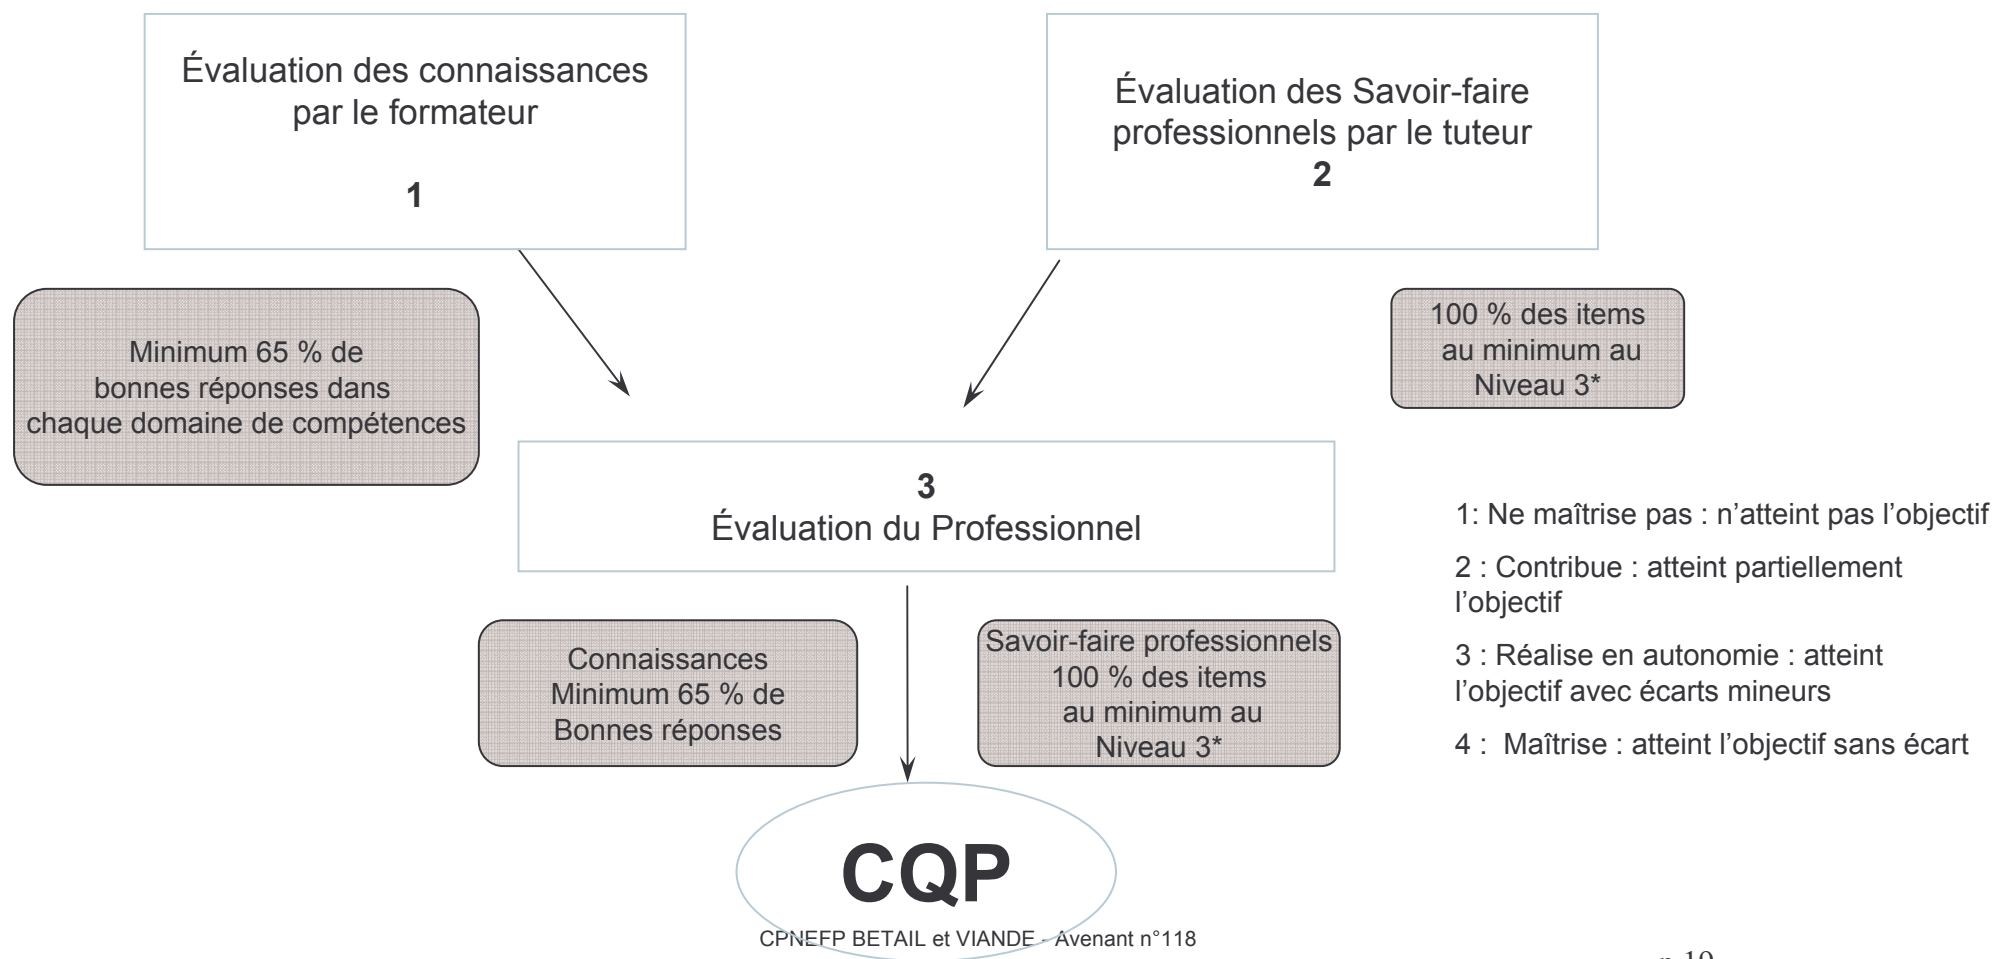 Évaluation des connaissances
par le formateur
1
Évaluation des Savoir-faire
professionnels par le tuteur
2
Minimum 65 % de
bonnes réponses dans
chaque domaine de compétences
100 % des items
au minimum au
Niveau 3*
3
Évaluation du Professionnel
Connaissances
Minimum 65 % de
Bonnes réponses
Savoir-faire professionnels
100 % des items
au minimum au
Niveau 3*
1: Ne maîtrise pas : n’atteint pas l’objectif
2 : Contribue : atteint partiellement
l’objectif
3 : Réalise en autonomie : atteint
l’objectif avec écarts mineurs
4 : Maîtrise : atteint l’objectif sans écart
CQP
CPNEFP BETAIL et VIANDE - Avenant n°118